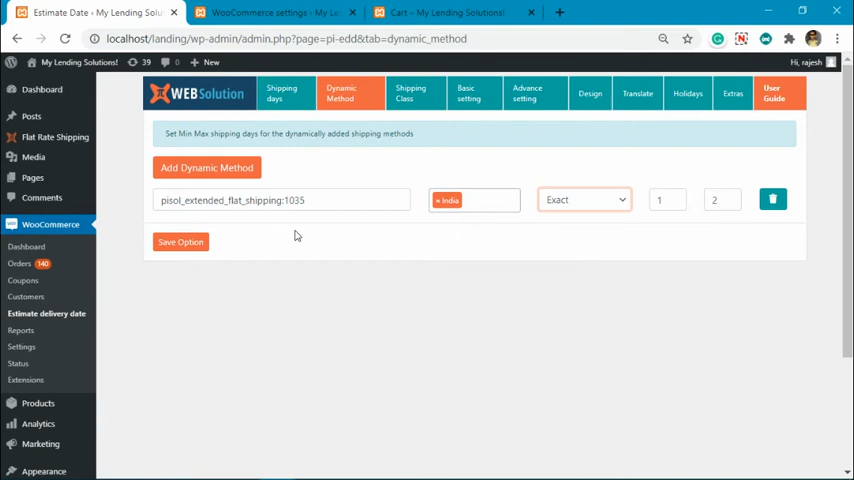 Estimate Date ‹ My Lending Solu
WooCommerce settings ‹ My Len
Cart – My Lending Solutions!
localhost/landing/wp-admin/admin.php?page=pi-edd&tab=dynamic_method
My Lending Solutions! 39 0 New Hi, rajesh
Dashboard
Posts
Flat Rate Shipping
Media
Pages
Comments
WooCommerce
Dashboard
Orders 140
Coupons
Customers
Estimate delivery date
Reports
Settings
Status
Extensions
Products
Analytics
Marketing
Appearance
WEBSolution
Shipping days
Dynamic Method
Shipping Class
Basic setting
Advance setting
Design
Translate
Holidays
Extras
User Guide
Set Min Max shipping days for the dynamically added shipping methods
Add Dynamic Method
pisol_extended_flat_shipping:1035 × India Exact 1 2
Save Option